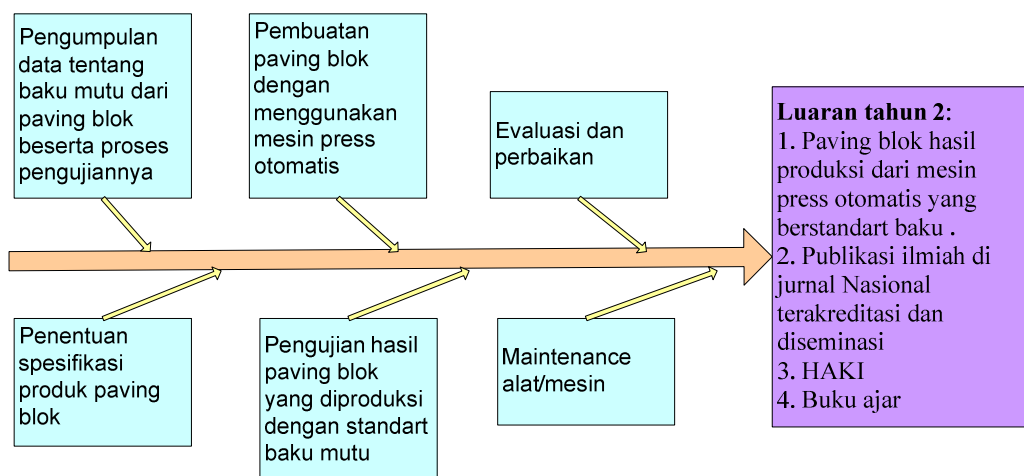 Pengumpulan
data tentang
baku mutu dari
paving blok
beserta proses
pengujiannya
Pembuatan
paving blok
dengan
menggunakan
mesin press
otomatis
Evaluasi dan
perbaikan
Penentuan
spesifikasi
produk paving
blok
Pengujian hasil
paving blok
yang diproduksi
dengan standart
baku mutu
Maintenance
alat/mesin
Luaran tahun 2:
1. Paving blok hasil
produksi dari mesin
press otomatis yang
berstandart baku .
2. Publikasi ilmiah di
jurnal Nasional
terakreditasi dan
diseminasi
3. HAKI
4. Buku ajar